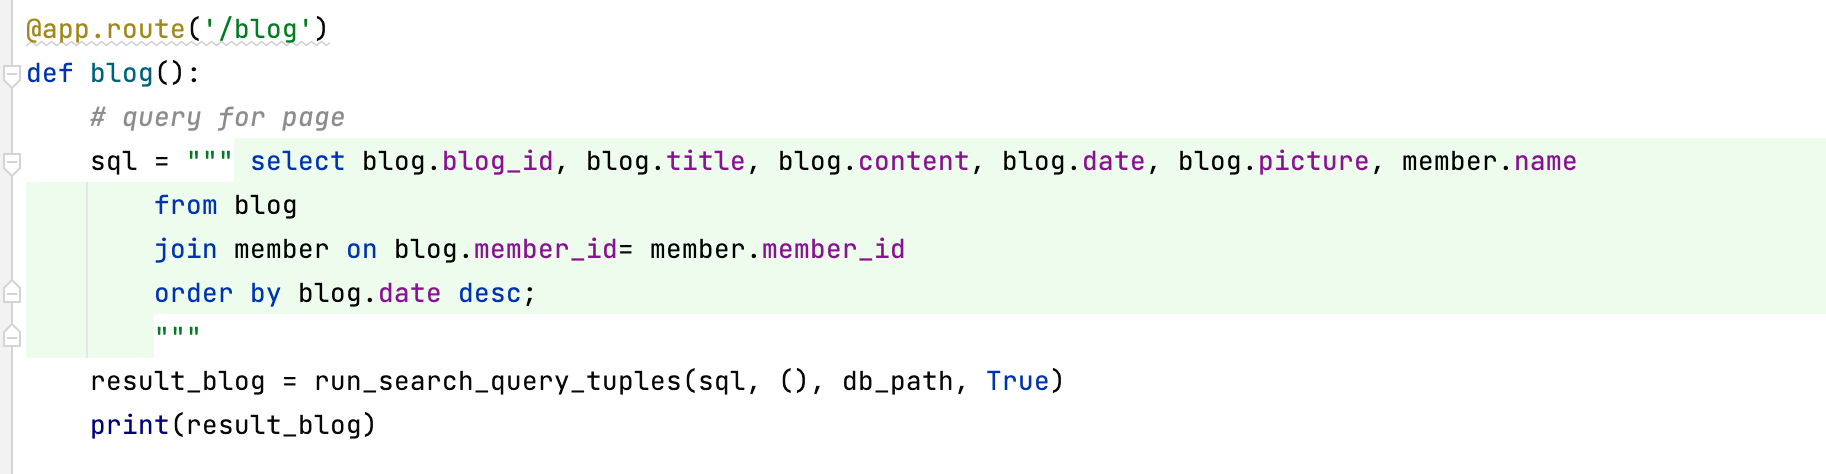 @app.route('/blog')
def blog():
    # query for page
    sql = """ select blog.blog_id, blog.title, blog.content, blog.date, blog.picture, member.name
        from blog
        join member on blog.member_id= member.member_id
        order by blog.date desc;
        """
    result_blog = run_search_query_tuples(sql, (), db_path, True)
    print(result_blog)